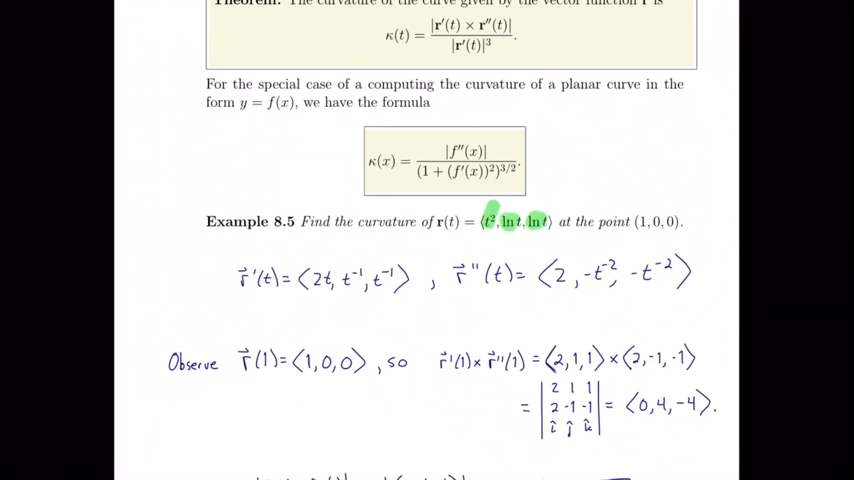 Theorem. The curvature of the curve given by the vector function r is
κ(t) = |r′(t) × r″(t)| / |r′(t)|³.
For the special case of a computing the curvature of a planar curve in the
form y = f(x), we have the formula
κ(x) = |f″(x)| / (1 + (f′(x))²)^{3/2}.
Example 8.5 Find the curvature of r(t) = ⟨t², ln t, ln t⟩ at the point (1, 0, 0).
r⃗′(t) = ⟨2t, t⁻¹, t⁻¹⟩ , r⃗″(t) = ⟨2, -t⁻², -t⁻²⟩
Observe r⃗(1) = ⟨1,0,0⟩ , so r⃗′(1) × r⃗″(1) = ⟨2,1,1⟩ × ⟨2,-1,-1⟩
= | 2 1 1
2 -1 -1
î ĵ k̂ | = ⟨0,4,-4⟩.